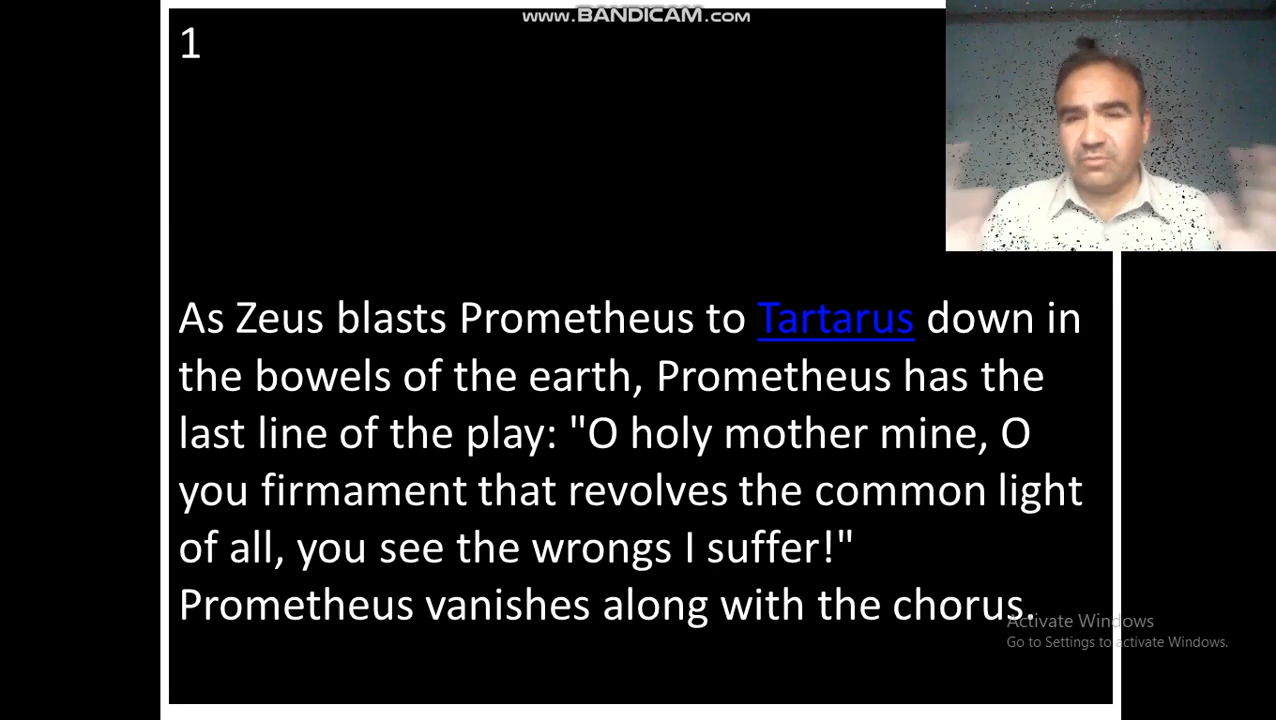 www.BANDICAM.com
1
As Zeus blasts Prometheus to Tartarus down in
the bowels of the earth, Prometheus has the
last line of the play: "O holy mother mine, O
you firmament that revolves the common light
of all, you see the wrongs I suffer!"
Prometheus vanishes along with the chorus.
Activate Windows
Go to Settings to activate Windows.